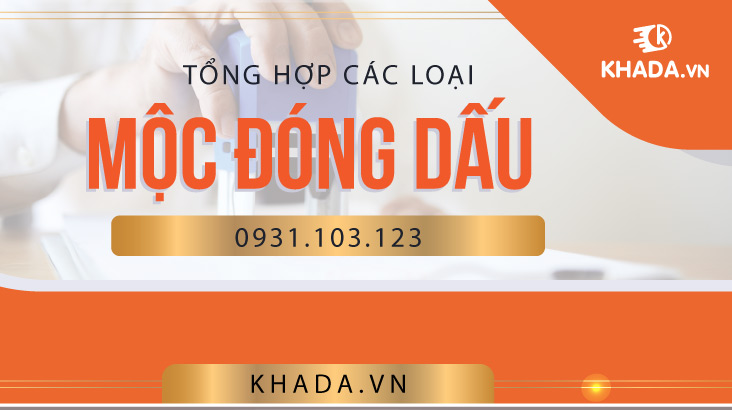 KHADA.VN
TỔNG HỢP CÁC LOẠI
MỘC ĐÓNG DẤU
0931.103.123
KHADA.VN